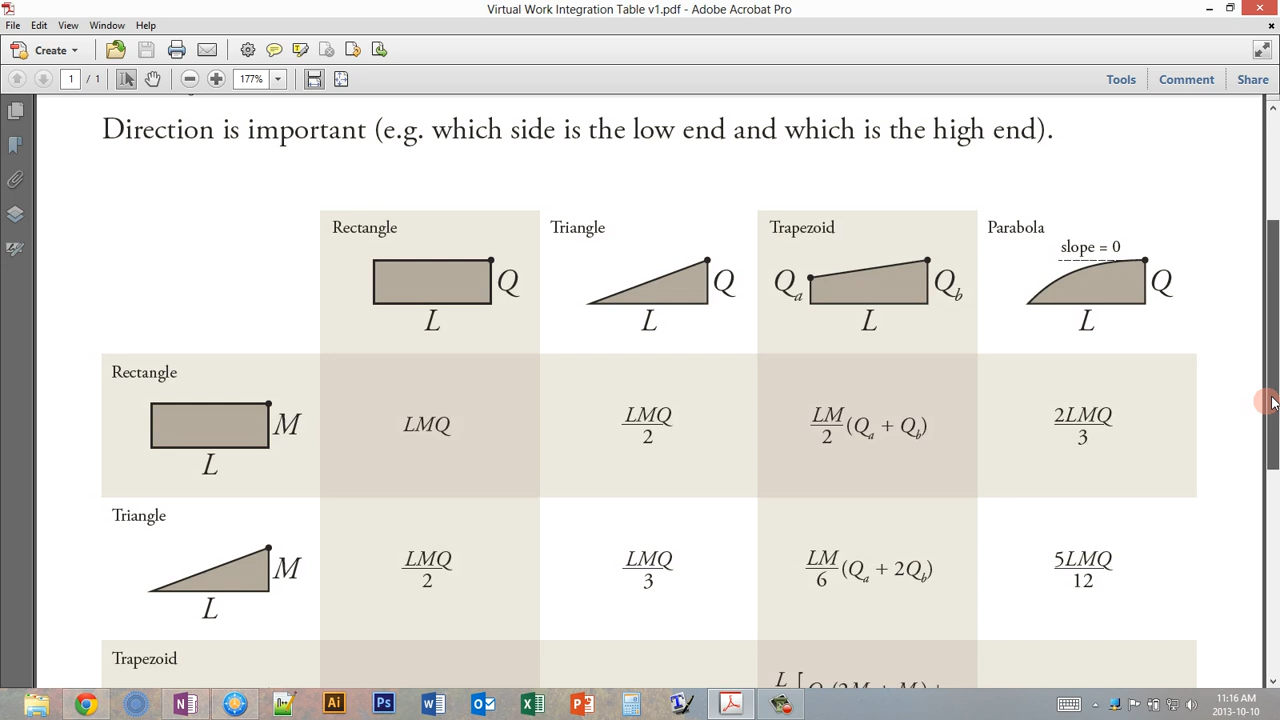 Virtual Work Integration Table v1.pdf - Adobe Acrobat Pro
File Edit View Window Help
Create
1 / 1 177% Tools Comment Share
Direction is important (e.g. which side is the low end and which is the high end).
Rectangle Triangle Trapezoid Parabola
slope = 0
Q Q Qa Qb Q
L L L L
Rectangle
M
L
LMQ
LMQ/2
LM/2 (Qa + Qb)
2LMQ/3
Triangle
M
L
LMQ/2
LMQ/3
LM/6 (Qa + 2Qb)
5LMQ/12
Trapezoid
11:16 AM
2013-10-10